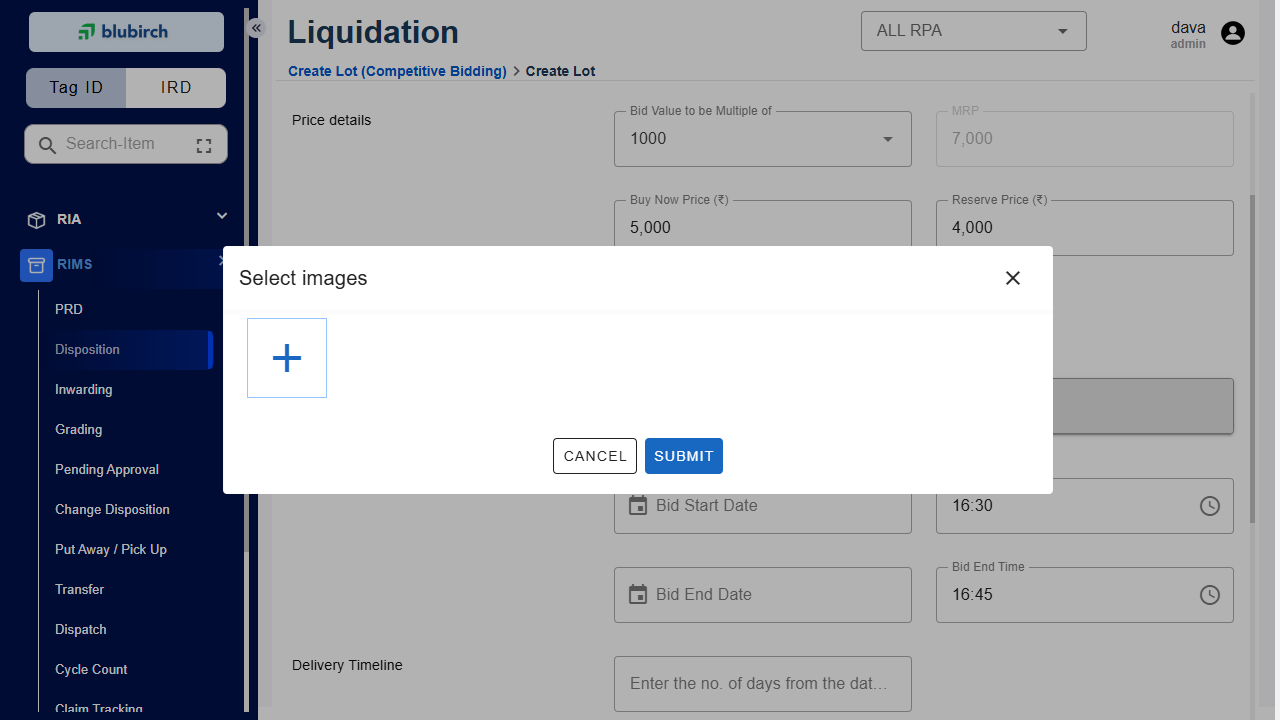 blubirch
Tag ID
IRD
Search-Item
RIA
RIMS
PRD
Disposition
Inwarding
Grading
Pending Approval
Change Disposition
Put Away / Pick Up
Transfer
Dispatch
Cycle Count
Claim Tracking
Liquidation
ALL RPA
dava
admin
Create Lot (Competitive Bidding) > Create Lot
Price details
Bid Value to be Multiple of
1000
MRP
7,000
Buy Now Price (₹)
5,000
Reserve Price (₹)
4,000
Select images
CANCEL
SUBMIT
Bid Start Date
16:30
Bid End Date
Bid End Time
16:45
Delivery Timeline
Enter the no. of days from the dat...